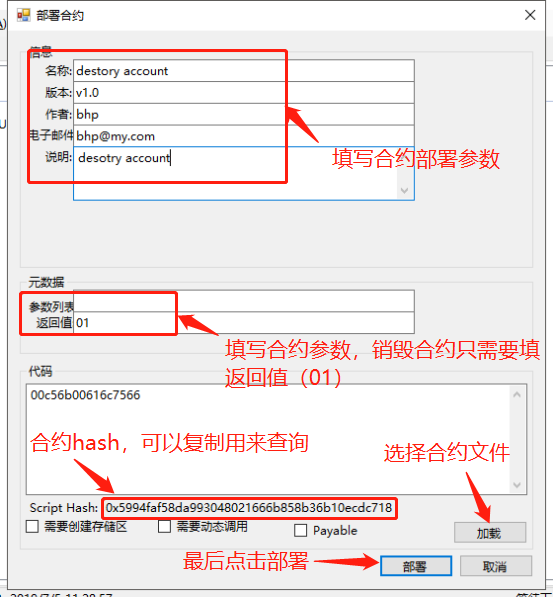 部署合约
信息
名称: destory account
版本: v1.0
作者: bhp
电子邮件 bhp@my.com
说明: desotry account
填写合约部署参数
元数据
参数列表
返回值 01
填写合约参数，销毁合约只需要填
返回值（01）
代码
00c56b00616c7566
合约hash，可以复制用来查询
选择合约文件
Script Hash: 0x5994faf58da993048021666b858b36b10ecdc718
需要创建存储区 需要动态调用 Payable
加载
最后点击部署
部署 取消